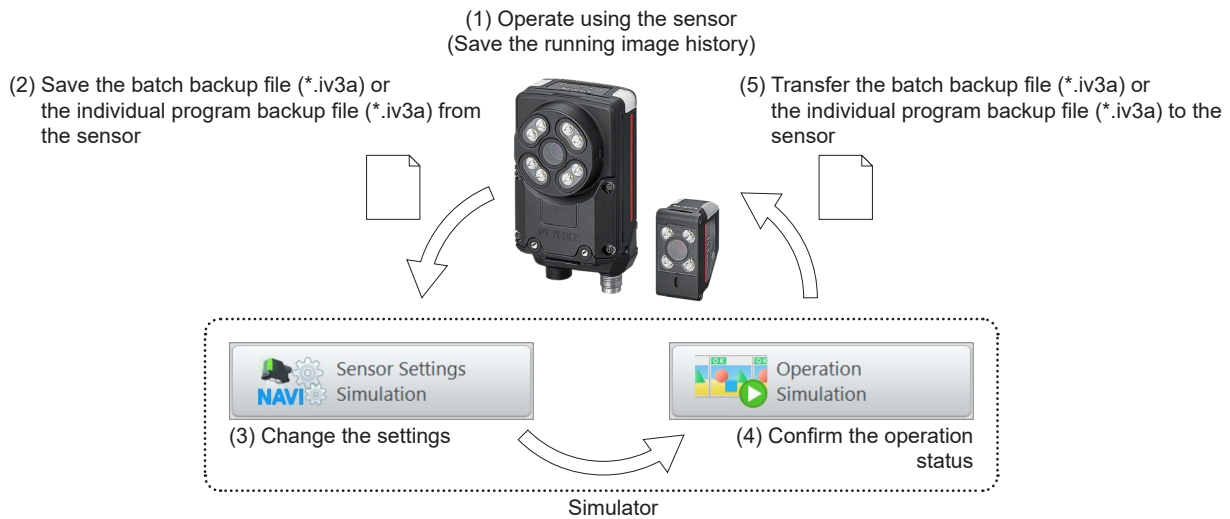 (1) Operate using the sensor
(Save the running image history)
(2) Save the batch backup file (*.iv3a) or
the individual program backup file (*.iv3a) from
the sensor
(5) Transfer the batch backup file (*.iv3a) or
the individual program backup file (*.iv3a) to the
sensor
KEYENCE
NAVI
Sensor Settings
Simulation
OK
OK
Operation
Simulation
(3) Change the settings
(4) Confirm the operation
status
Simulator